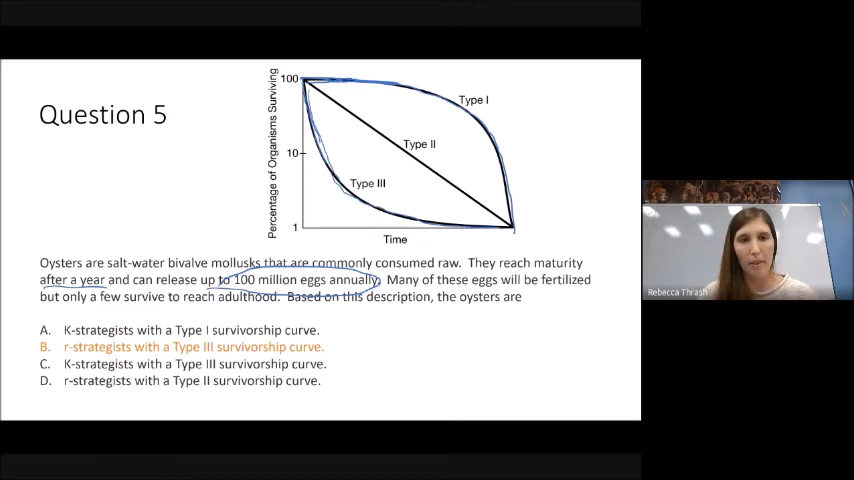 Question 5
Percentage of Organisms Surviving
100
10
1
Type I
Type II
Type III
Time
Oysters are salt-water bivalve mollusks that are commonly consumed raw. They reach maturity
after a year and can release up to 100 million eggs annually. Many of these eggs will be fertilized
but only a few survive to reach adulthood. Based on this description, the oysters are
A. K-strategists with a Type I survivorship curve.
B. r-strategists with a Type III survivorship curve.
C. K-strategists with a Type III survivorship curve.
D. r-strategists with a Type II survivorship curve.
Rebecca Thrash